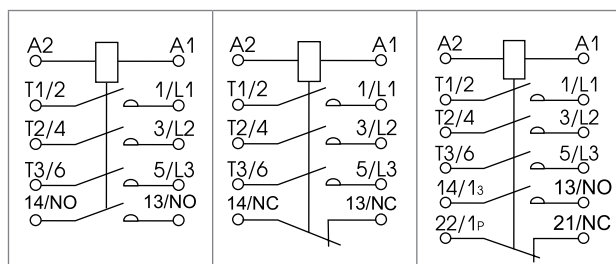 A2 A1
T1/2 1/L1
T2/4 3/L2
T3/6 5/L3
14/NO 13/NO
A2 A1
T1/2 1/L1
T2/4 3/L2
T3/6 5/L3
14/NC 13/NC
A2 A1
T1/2 1/L1
T2/4 3/L2
T3/6 5/L3
14/1з 13/NO
22/1р 21/NC